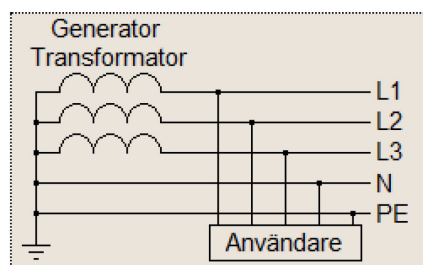 Generator
Transformator
L1
L2
L3
N
PE
Användare